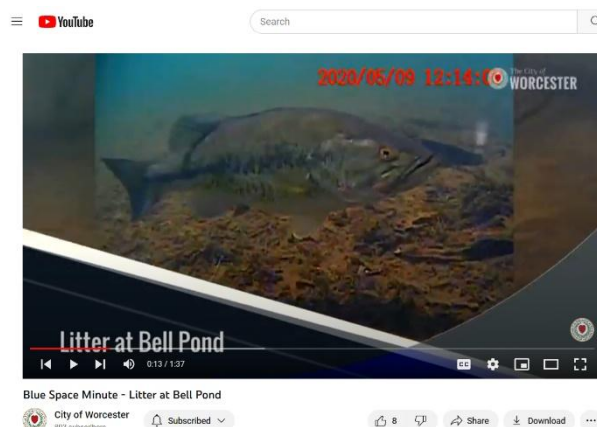 YouTube
Search
2020/05/09 12:14:
The City of
WORCESTER
Litter at Bell Pond
0:13 / 1:37
CC
Blue Space Minute - Litter at Bell Pond
City of Worcester
Subscribed
8
Share
Download